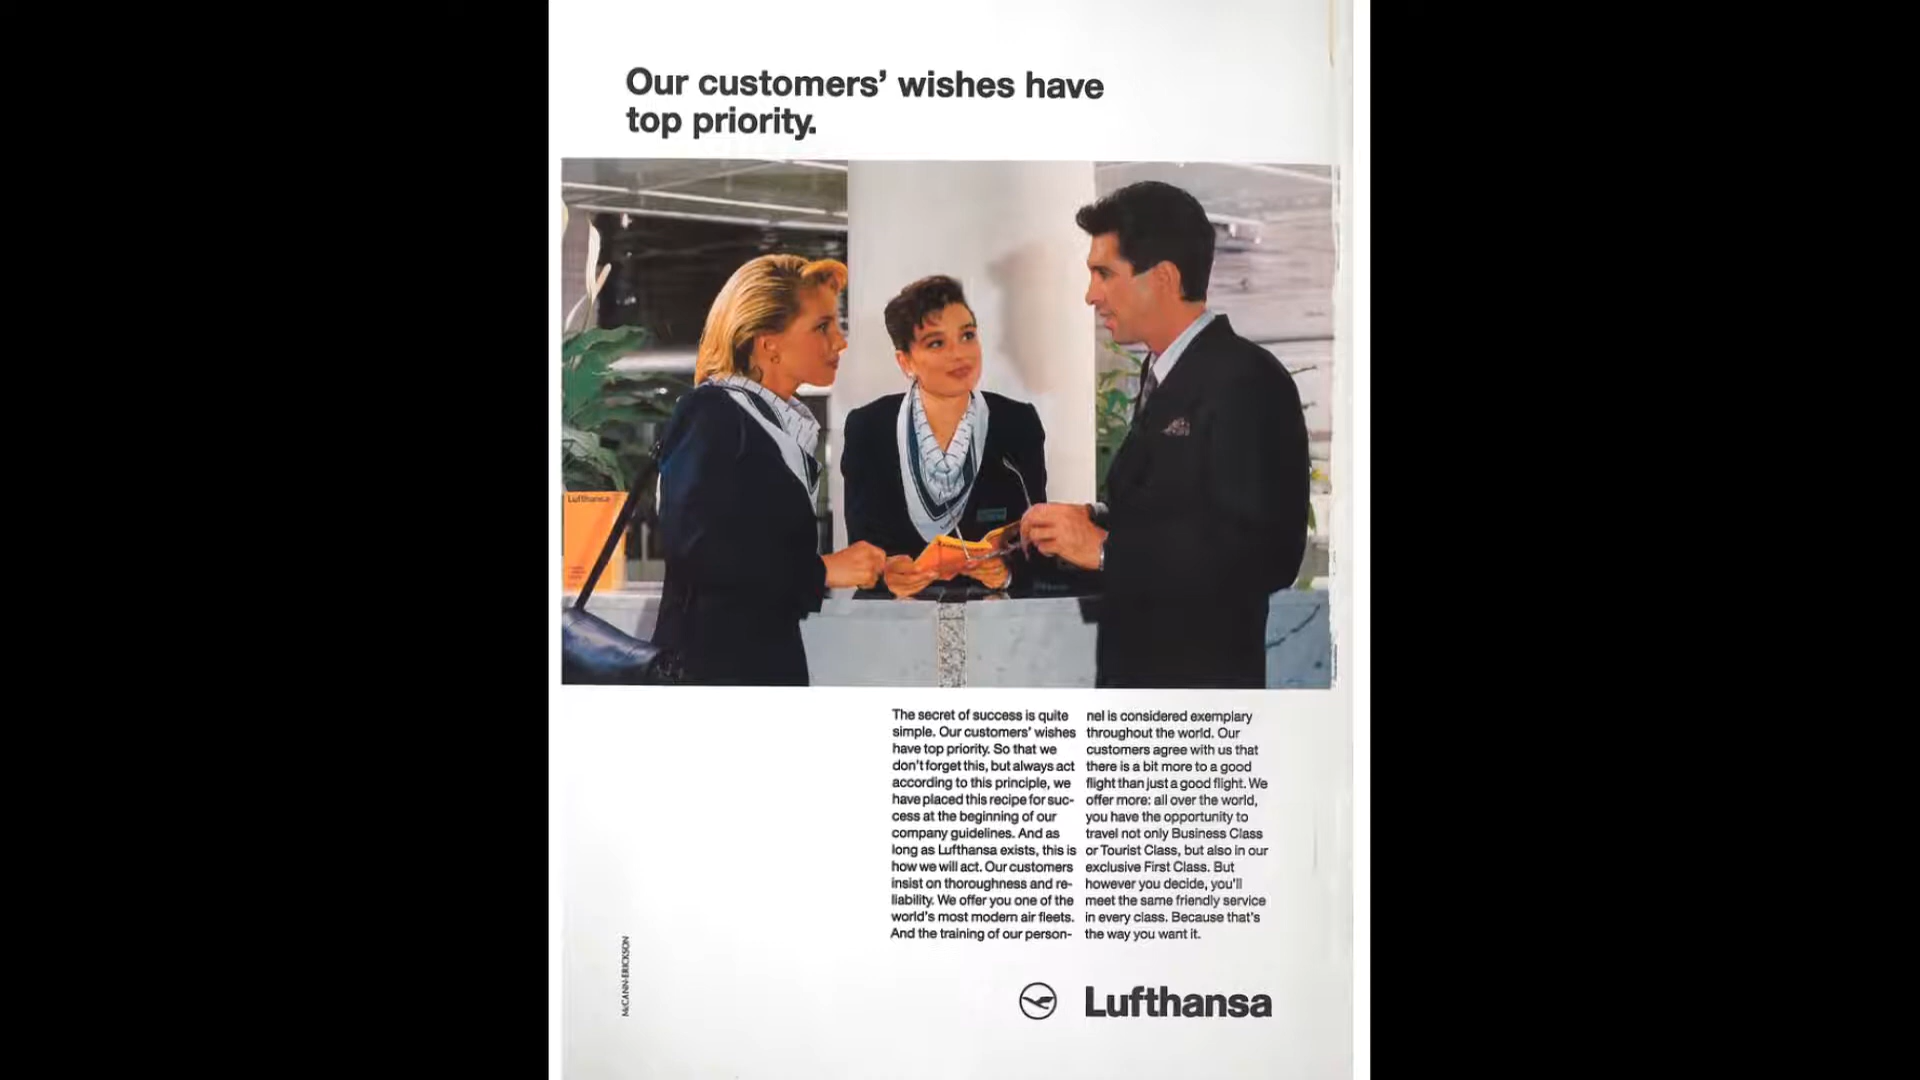 Our customers’ wishes have
top priority.
Lufthansa
The secret of success is quite
simple. Our customers’ wishes
have top priority. So that we
don’t forget this, but always act
according to this principle, we
have placed this recipe for suc-
cess at the beginning of our
company guidelines. And as
long as Lufthansa exists, this is
how we will act. Our customers
insist on thoroughness and re-
liability. We offer you one of the
world’s most modern air fleets.
And the training of our person-
nel is considered exemplary
throughout the world. Our
customers agree with us that
there is a bit more to a good
flight than just a good flight. We
offer more: all over the world,
you have the opportunity to
travel not only Business Class
or Tourist Class, but also in our
exclusive First Class. But
however you decide, you’ll
meet the same friendly service
in every class. Because that’s
the way you want it.
McCANN-ERICKSON
Lufthansa